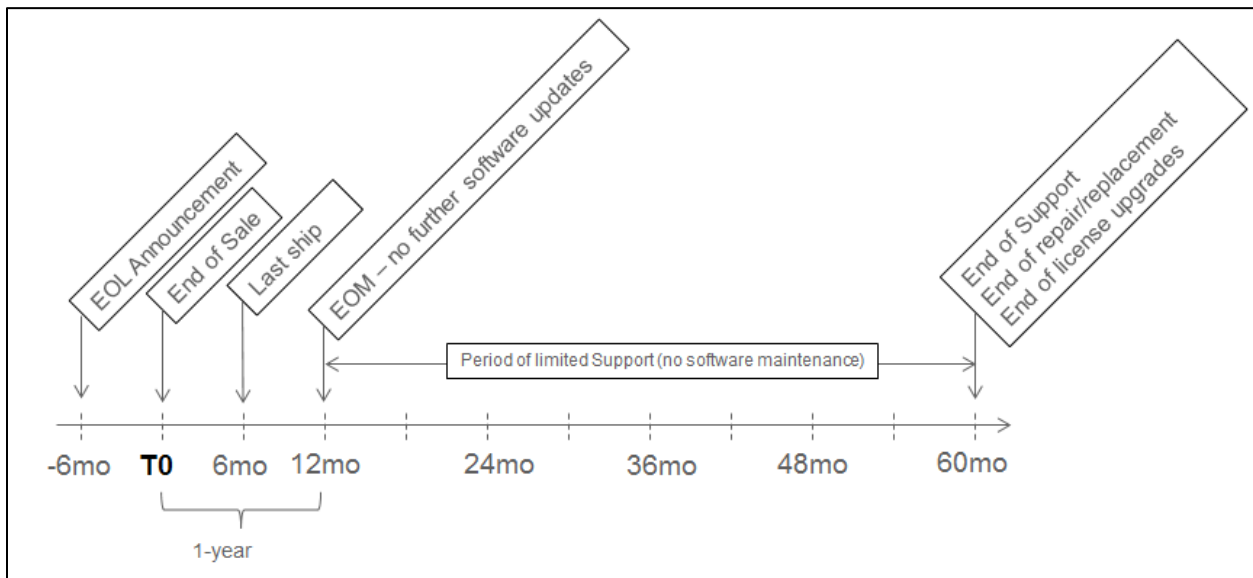 EOL Announcement
End of Sale
Last ship
EOM – no further software updates
End of Support
End of repair/replacement
End of license upgrades
Period of limited Support (no software maintenance)
-6mo T0 6mo 12mo 24mo 36mo 48mo 60mo
1-year